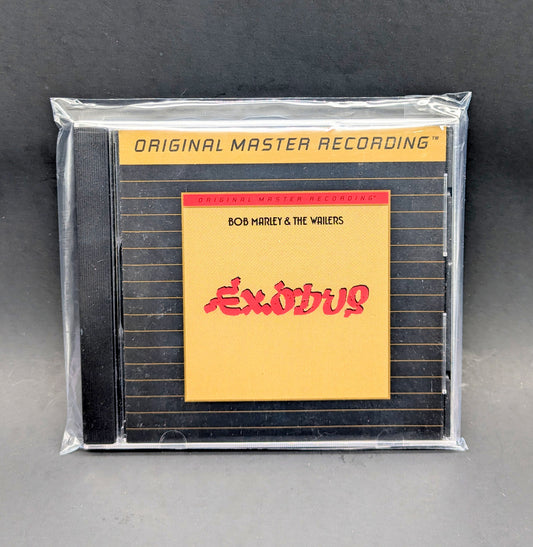 ORIGINAL MASTER RECORDING™
ORIGINAL MASTER RECORDING®
BOB MARLEY & THE WAILERS
EXODUS